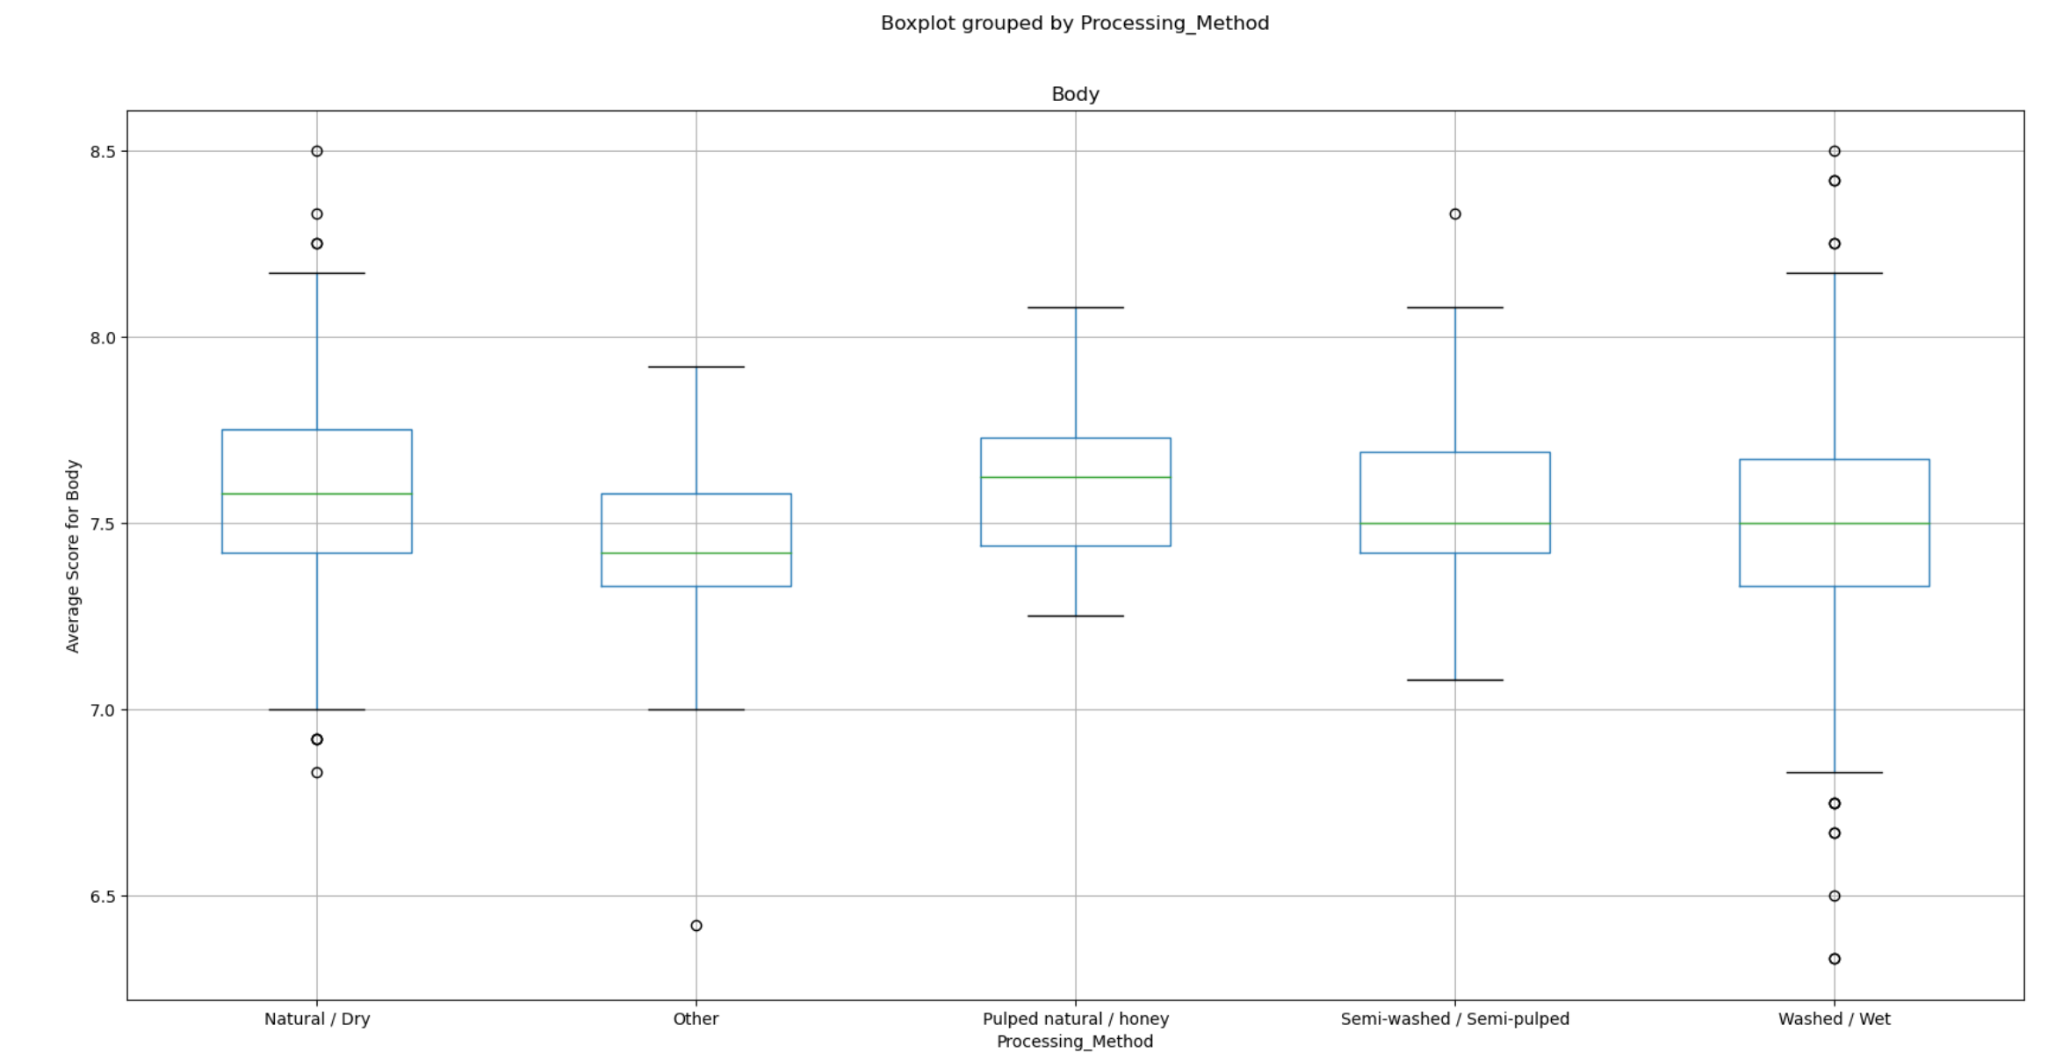 Boxplot grouped by Processing_Method
Body
8.5
8.0
7.5
7.0
6.5
Average Score for Body
Natural / Dry
Other
Pulped natural / honey
Semi-washed / Semi-pulped
Washed / Wet
Processing_Method